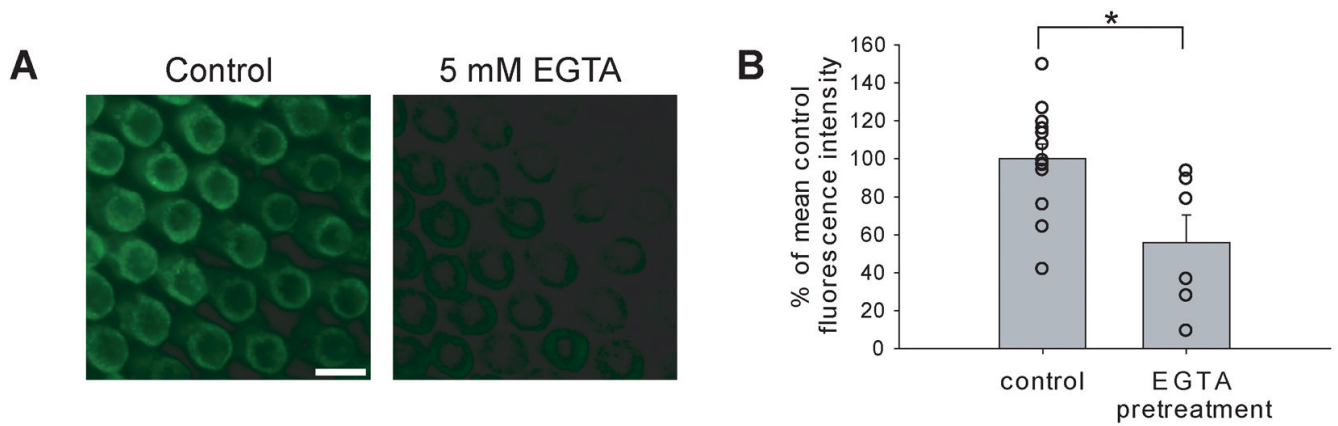 A
Control
5 mM EGTA
B
% of mean control
fluorescence intensity
*
160
140
120
100
80
60
40
20
0
control
EGTA
pretreatment